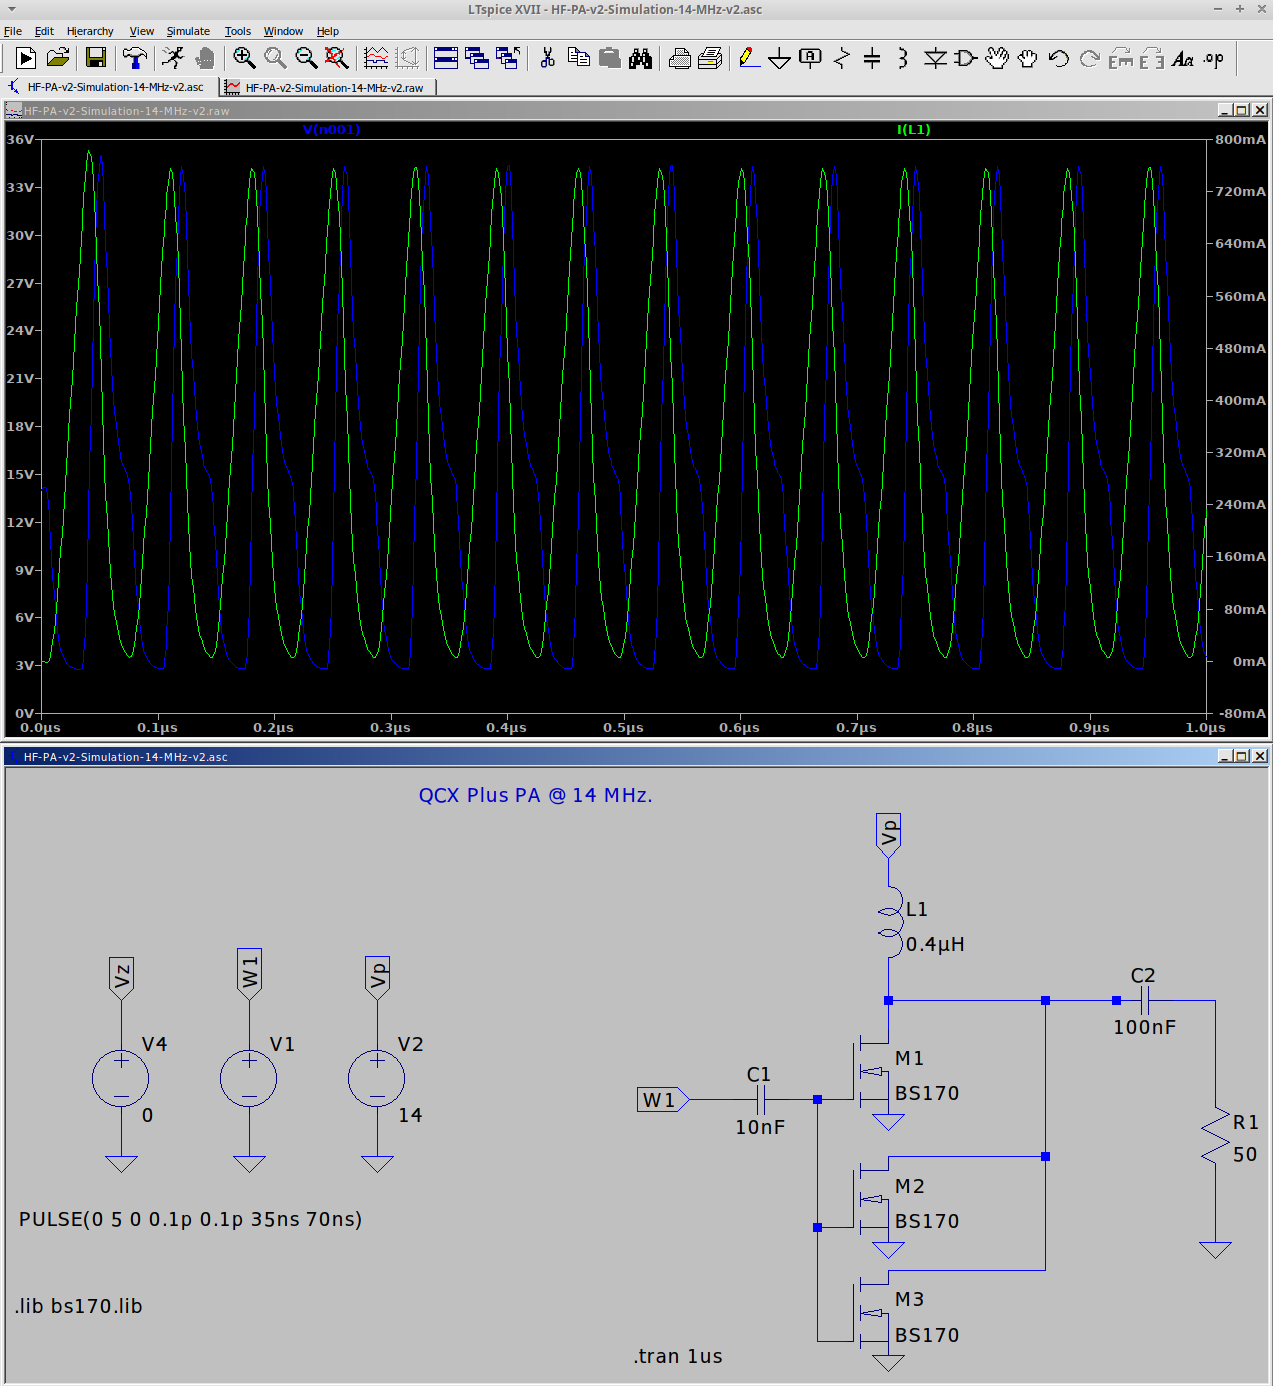 LTspice XVII - HF-PA-v2-Simulation-14-MHz-v2.asc
File Edit Hierarchy View Simulate Tools Window Help
HF-PA-v2-Simulation-14-MHz-v2.asc HF-PA-v2-Simulation-14-MHz-v2.raw
HF-PA-v2-Simulation-14-MHz-v2.raw
V(n001) I(L1)
36V 800mA
33V 720mA
30V 640mA
27V 560mA
24V 480mA
21V 400mA
18V 320mA
15V 240mA
12V 160mA
9V 80mA
6V 0mA
3V -80mA
0V
0.0µs 0.1µs 0.2µs 0.3µs 0.4µs 0.5µs 0.6µs 0.7µs 0.8µs 0.9µs 1.0µs
HF-PA-v2-Simulation-14-MHz-v2.asc
QCX Plus PA @ 14 MHz.
Vp
L1
0.4µH
Vz
W1
Vp
V4
0
V1
V2
14
C2
100nF
M1
BS170
C1
W1
10nF
R1
50
M2
BS170
PULSE(0 5 0 0.1p 0.1p 35ns 70ns)
M3
BS170
.lib bs170.lib
.tran 1us